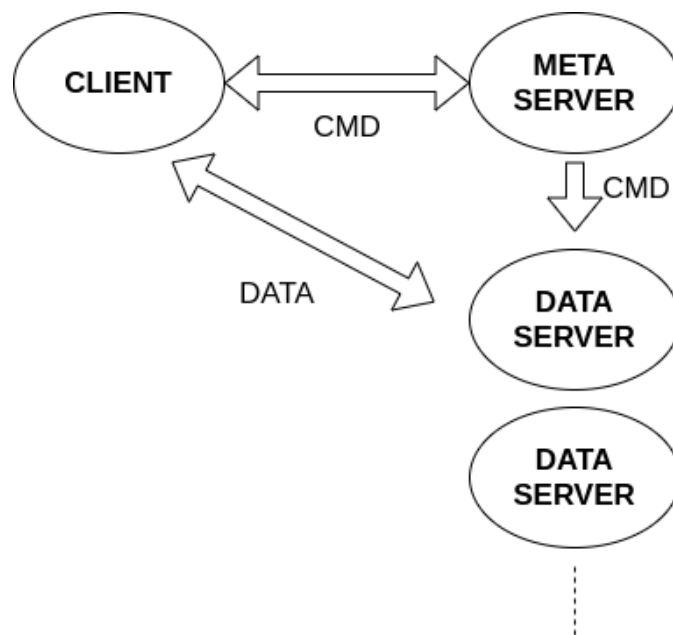 CLIENT
META
SERVER
CMD
CMD
DATA
DATA
SERVER
DATA
SERVER